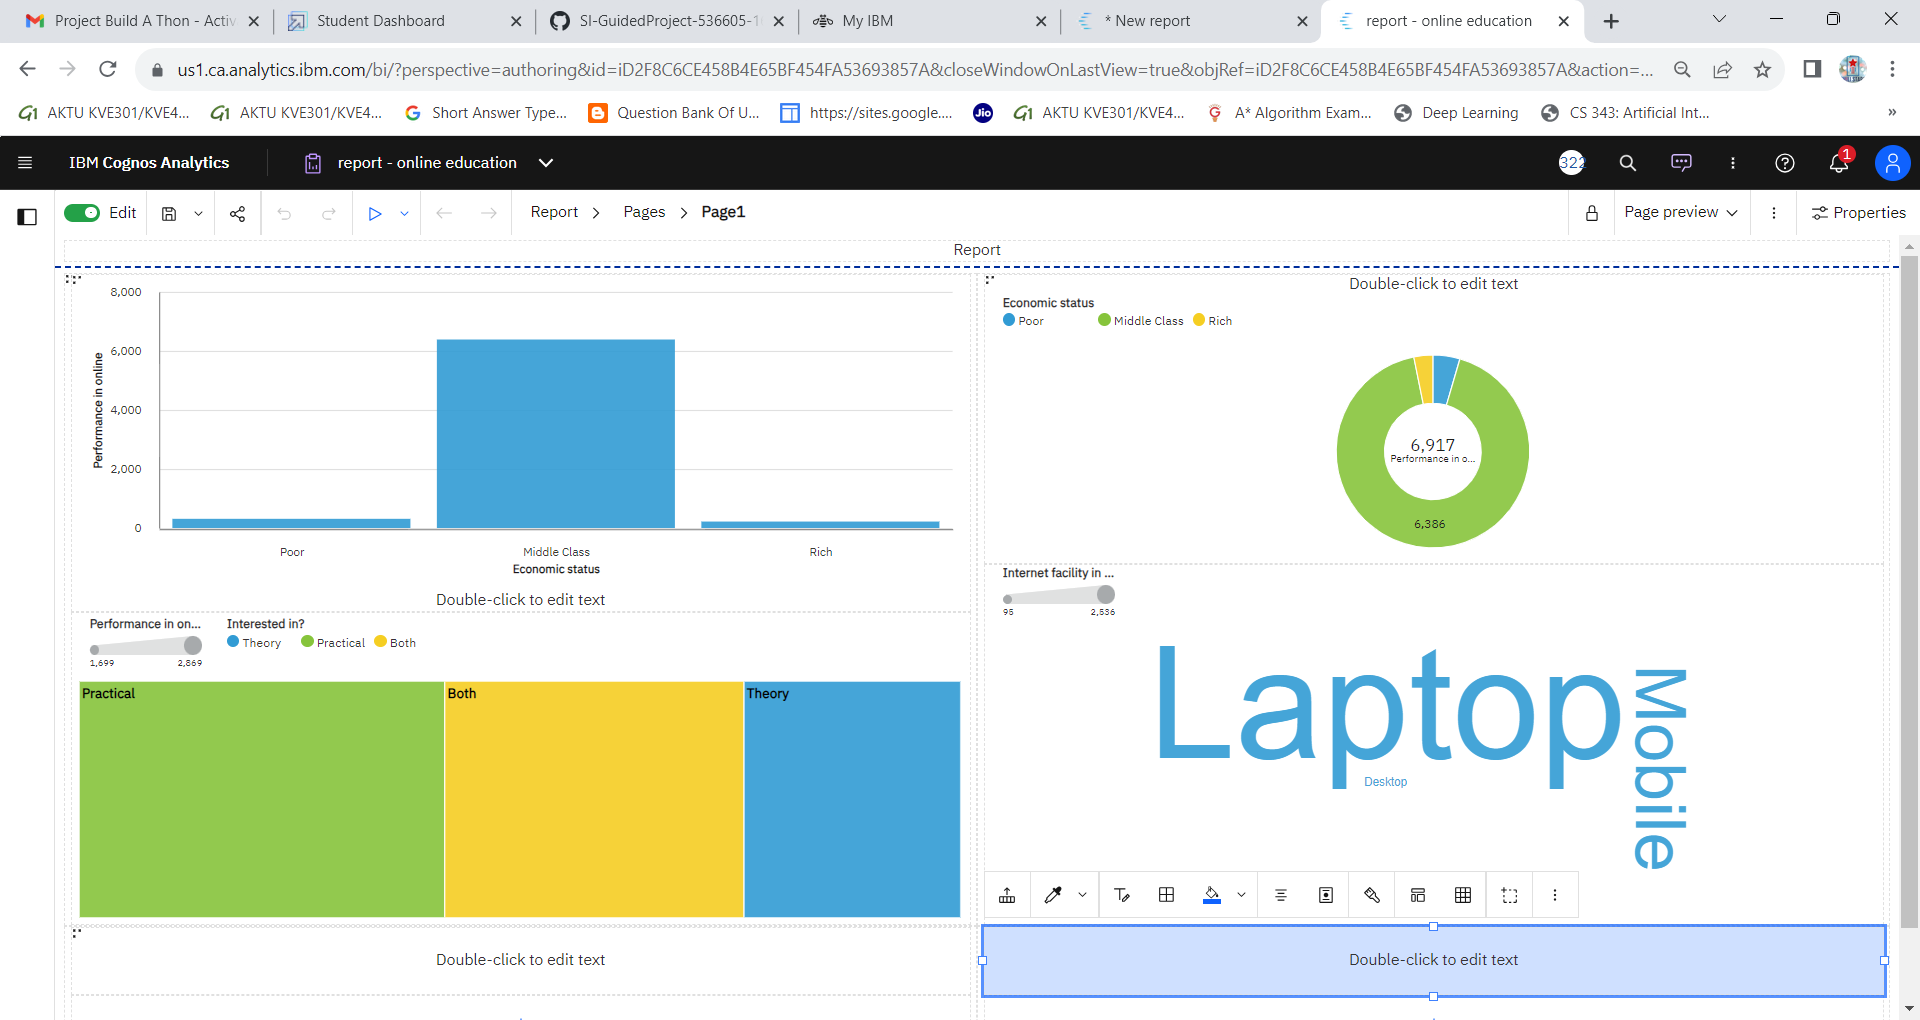 Project Build A Thon - Activ
Student Dashboard
SI-GuidedProject-536605-1
My IBM
* New report
report - online education
us1.ca.analytics.ibm.com/bi/?perspective=authoring&id=iD2F8C6CE458B4E65BF454FA53693857A&closeWindowOnLastView=true&objRef=iD2F8C6CE458B4E65BF454FA53693857A&action=...
AKTU KVE301/KVE4...
AKTU KVE301/KVE4...
Short Answer Type...
Question Bank Of U...
https://sites.google....
Jio
AKTU KVE301/KVE4...
A* Algorithm Exam...
Deep Learning
CS 343: Artificial Int...
»
IBM Cognos Analytics
report - online education
322
1
Edit
Report > Pages > Page1
Page preview
Properties
Report
8,000
6,000
4,000
2,000
0
Performance in online
Poor
Middle Class
Rich
Economic status
Double-click to edit text
Double-click to edit text
Economic status
Poor
Middle Class
Rich
6,917
Performance in o...
6,386
Performance in on...
1,699
2,869
Interested in?
Theory
Practical
Both
Practical
Both
Theory
Internet facility in ...
95
2,536
Laptop
Mobile
Desktop
Double-click to edit text
Double-click to edit text